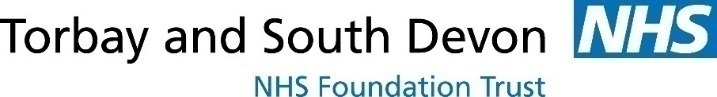 Torbay and South Devon NHS
NHS Foundation Trust